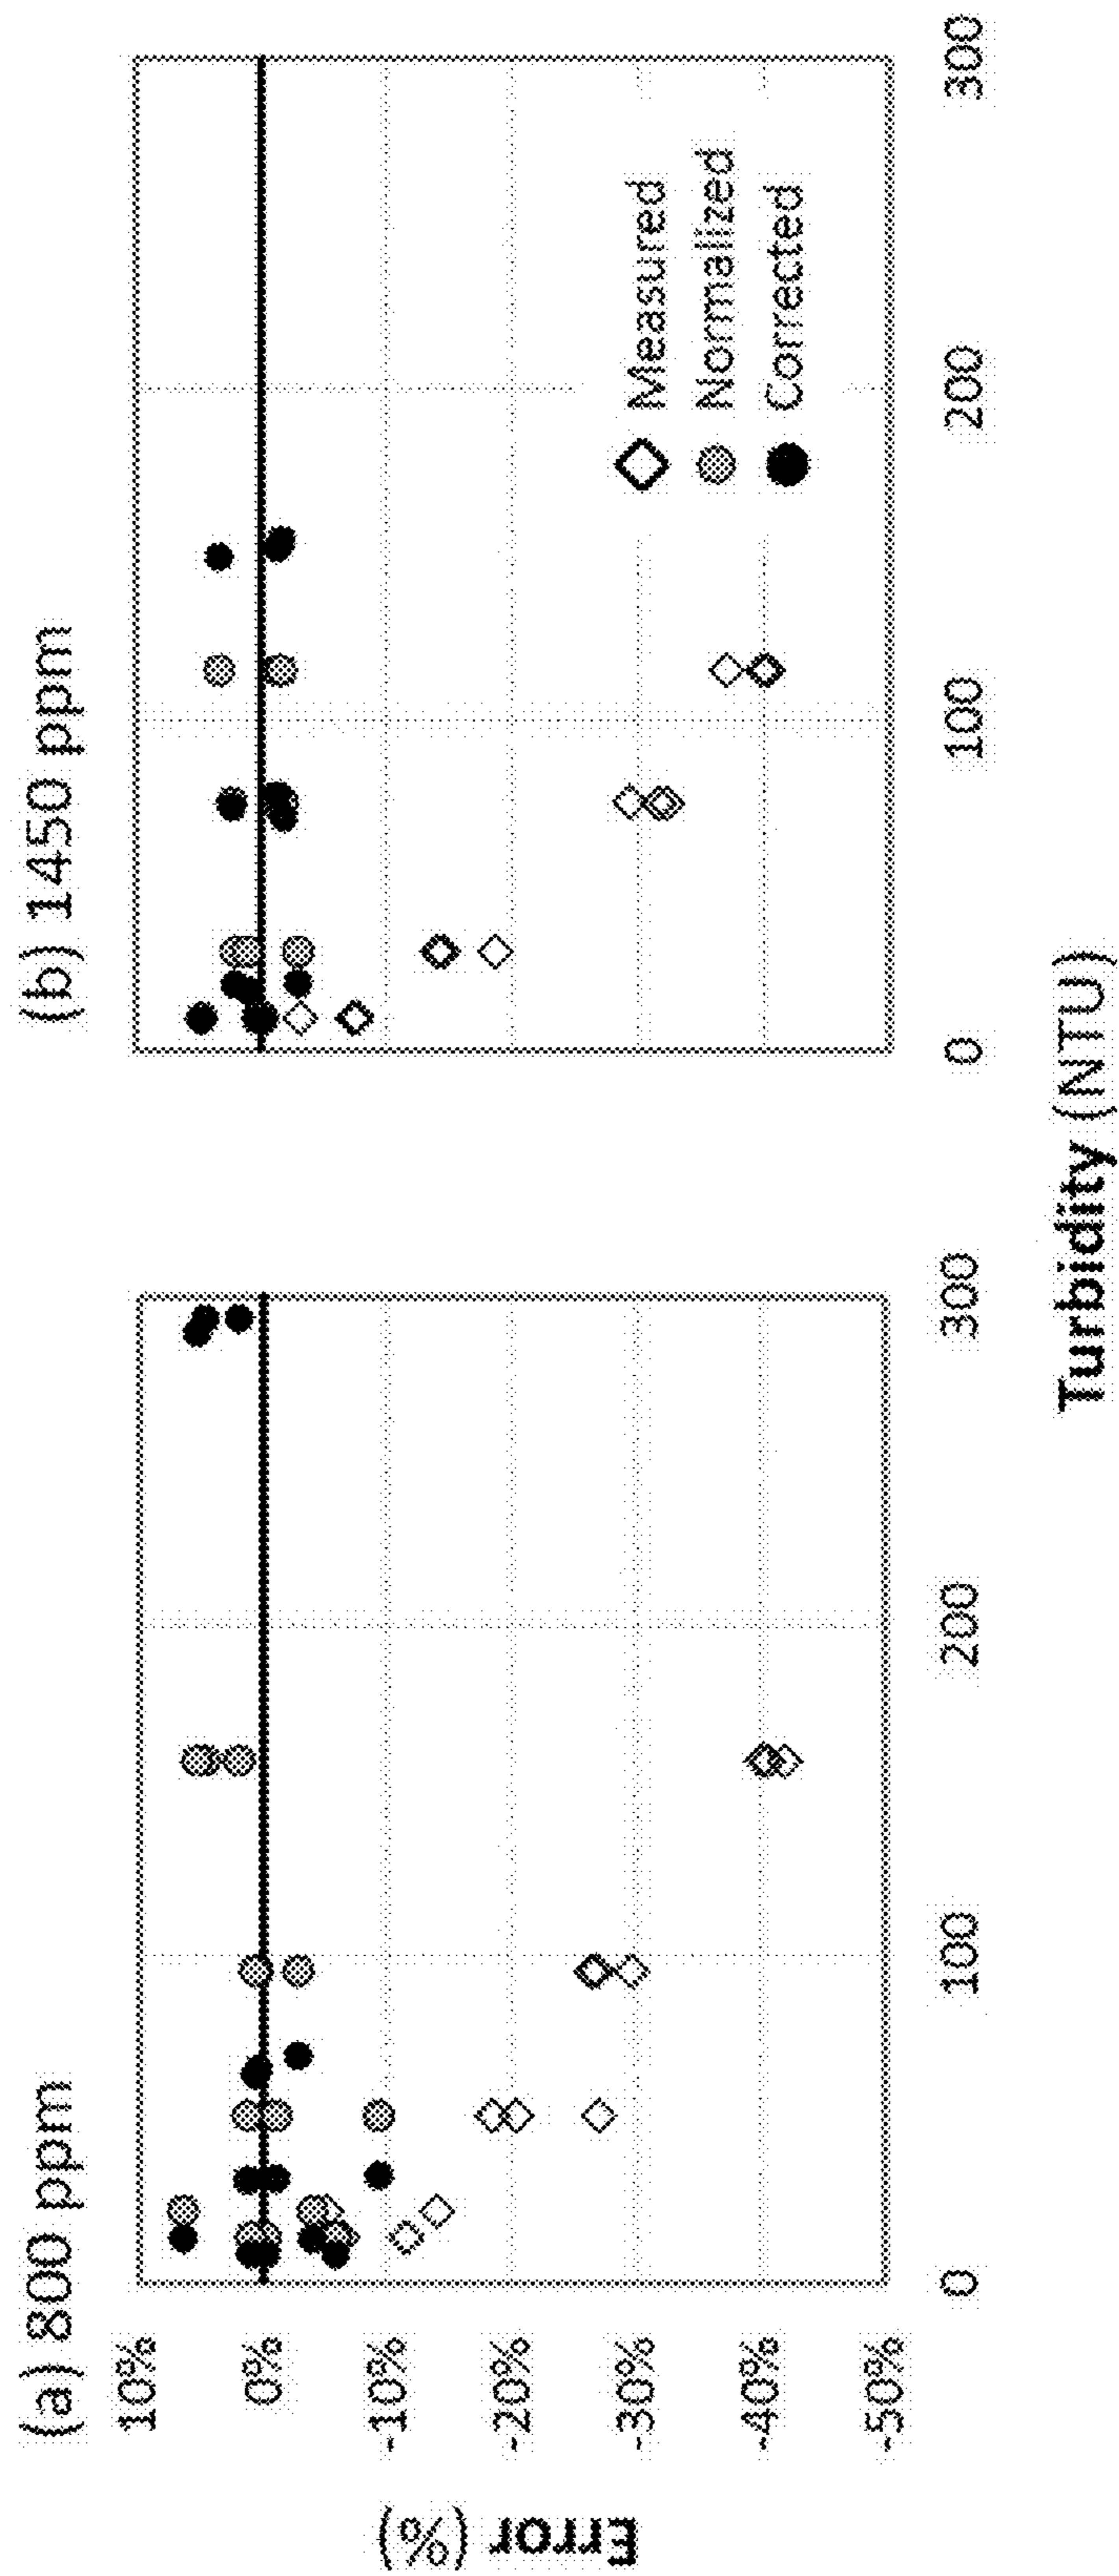 (a) 800 ppm
(b) 1450 ppm
Error (%)
10%
0%
-10%
-20%
-30%
-40%
-50%
Measured
Normalized
Corrected
0
100
200
300
0
100
200
300
Turbidity (NTU)